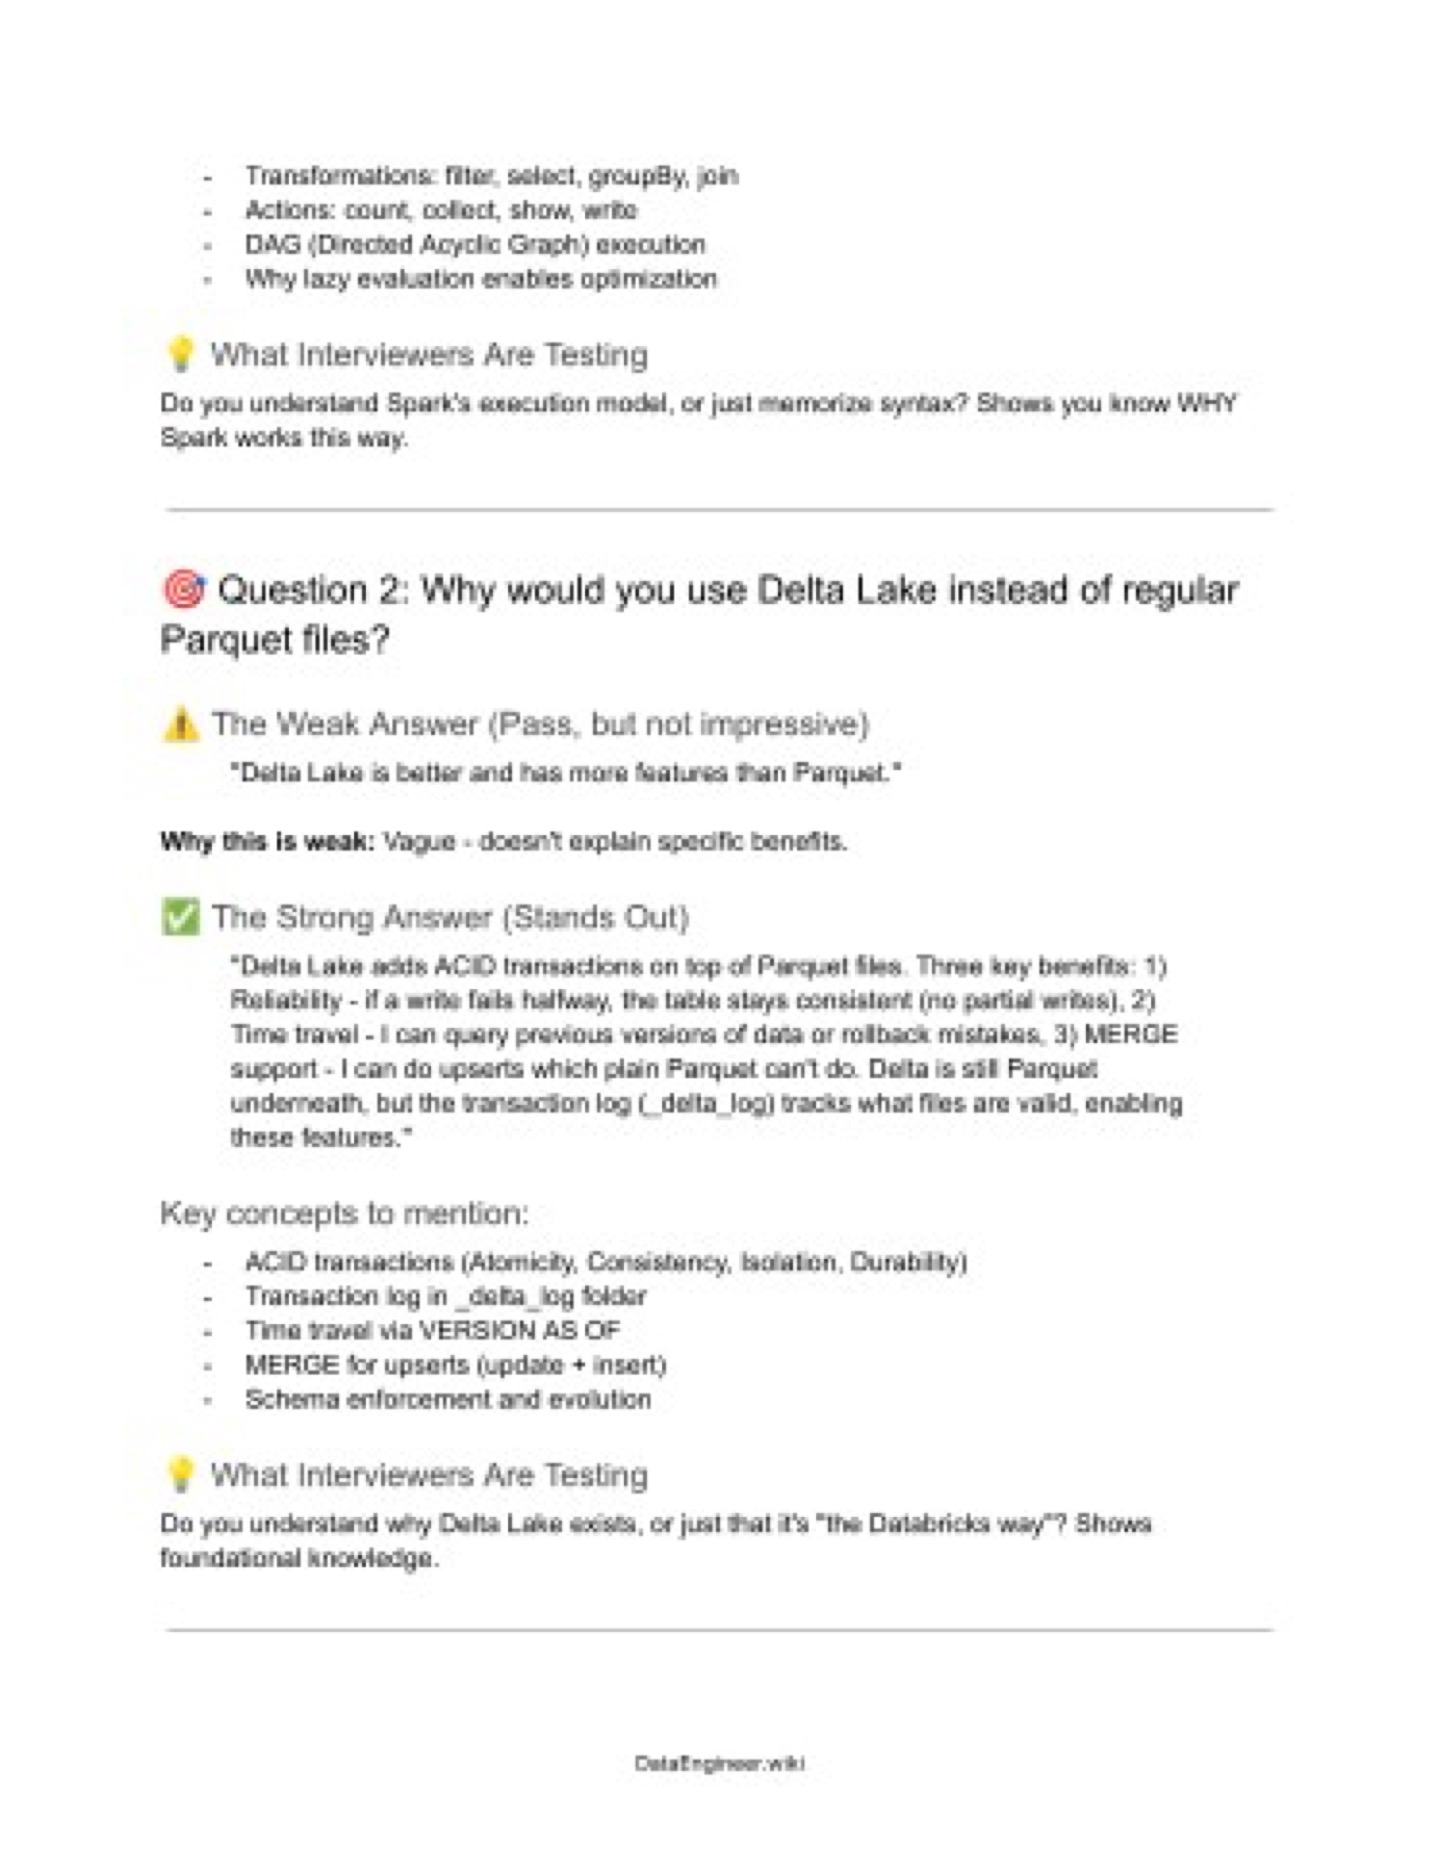 - Transformations: filter, select, groupBy, join
- Actions: count, collect, show, write
- DAG (Directed Acyclic Graph) execution
- Why lazy evaluation enables optimization
💡 What Interviewers Are Testing
Do you understand Spark's execution model, or just memorize syntax? Shows you know WHY
Spark works this way.
🎯 Question 2: Why would you use Delta Lake instead of regular
Parquet files?
⚠️ The Weak Answer (Pass, but not impressive)
"Delta Lake is better and has more features than Parquet."
Why this is weak: Vague - doesn't explain specific benefits.
✅ The Strong Answer (Stands Out)
"Delta Lake adds ACID transactions on top of Parquet files. Three key benefits: 1)
Reliability - if a write fails halfway, the table stays consistent (no partial writes), 2)
Time travel - I can query previous versions of data or rollback mistakes, 3) MERGE
support - I can do upserts which plain Parquet can't do. Delta is still Parquet
underneath, but the transaction log (_delta_log) tracks what files are valid, enabling
these features."
Key concepts to mention:
- ACID transactions (Atomicity, Consistency, Isolation, Durability)
- Transaction log in _delta_log folder
- Time travel via VERSION AS OF
- MERGE for upserts (update + insert)
- Schema enforcement and evolution
💡 What Interviewers Are Testing
Do you understand why Delta Lake exists, or just that it's "the Databricks way"? Shows
foundational knowledge.
DataEngineer.wiki